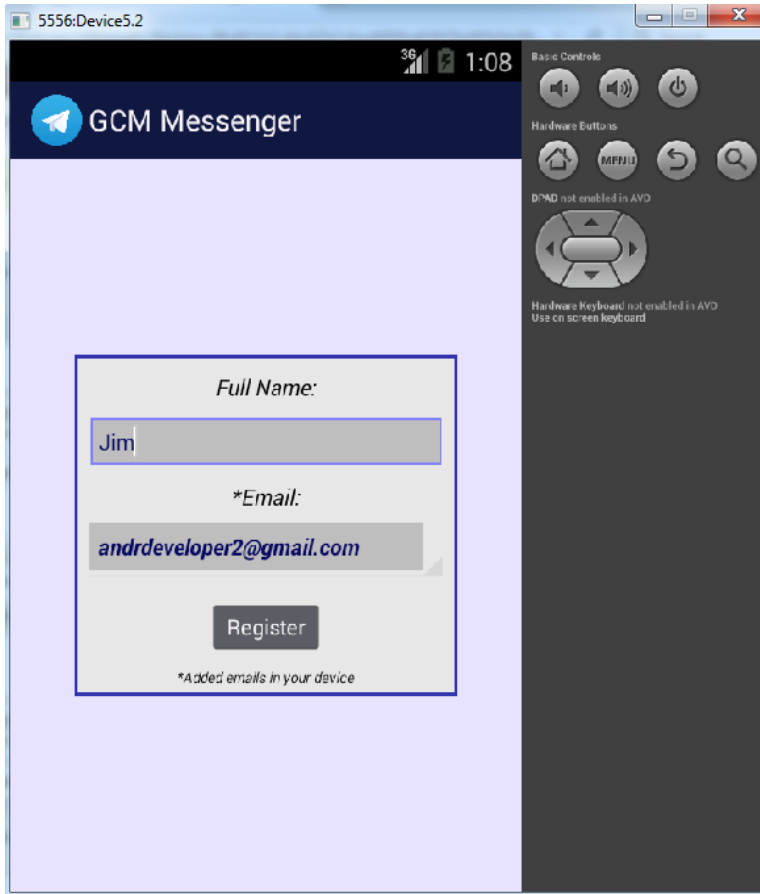 5556:Device5.2
3G 1:08
GCM Messenger
Full Name:
Jim
*Email:
andrdeveloper2@gmail.com
Register
*Added emails in your device
Basic Controls
Hardware Buttons
MENU
DPAD not enabled in AVD
Hardware Keyboard not enabled in AVD
Use on screen keyboard